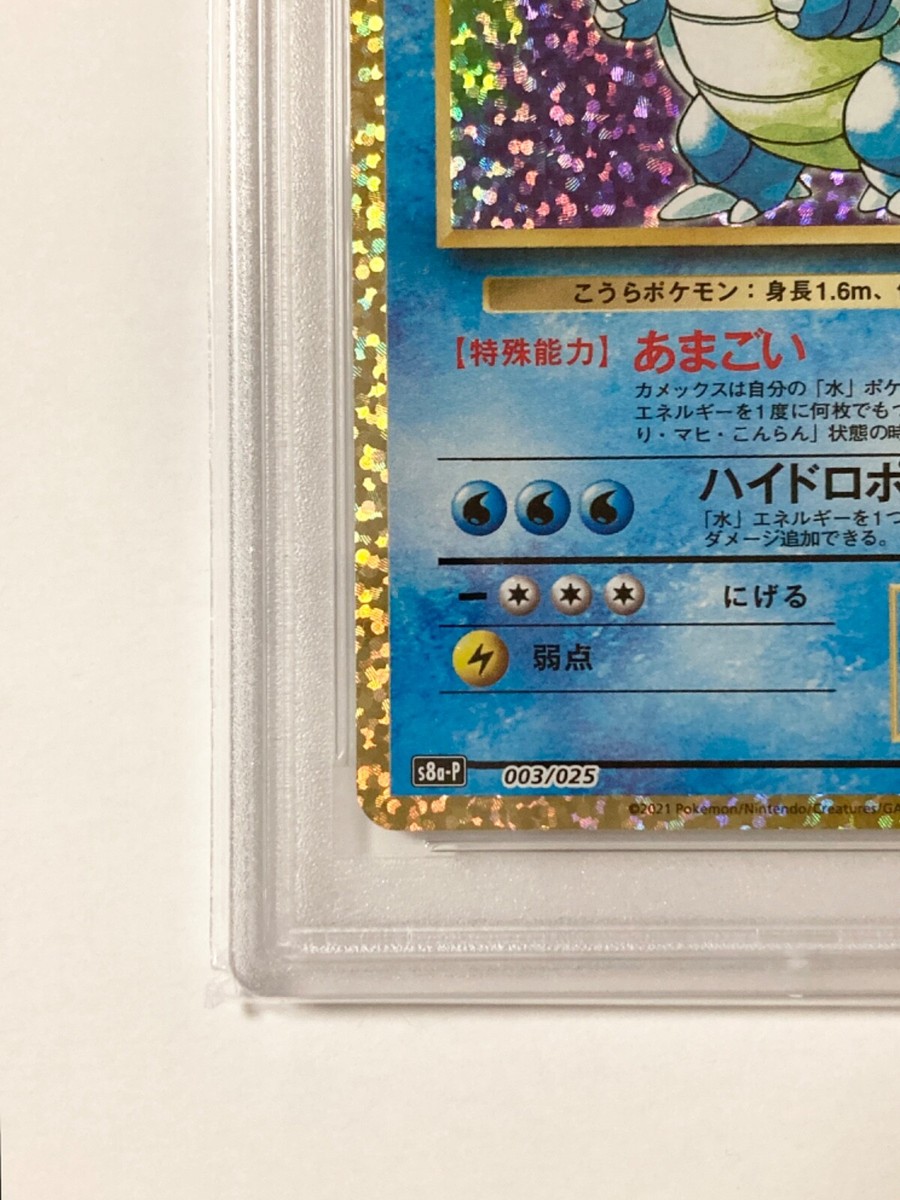 こうらポケモン：身長1.6m、
【特殊能力】あまごい
カメックスは自分の「水」ポケ
エネルギーを1度に何枚でも
り・マヒ・こんらん」状態の時
ハイドロポ
「水」エネルギーを1つ
ダメージ追加できる。
にげる
弱点
s8a-P 003/025
©2021 Pokémon/Nintendo/Creatures/GA